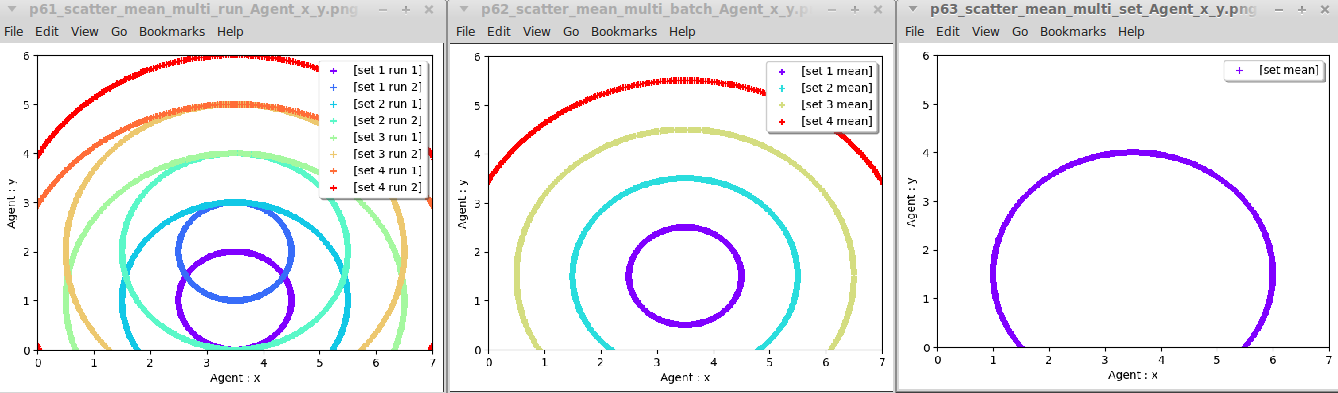 p61_scatter_mean_multi_run_Agent_x_y.png
File Edit View Go Bookmarks Help
[set 1 run 1]
[set 1 run 2]
[set 2 run 1]
[set 2 run 2]
[set 3 run 1]
[set 3 run 2]
[set 4 run 1]
[set 4 run 2]
6
5
4
3
2
1
0
Agent : y
0 1 2 3 4 5 6 7
Agent : x
p62_scatter_mean_multi_batch_Agent_x_y.p
File Edit View Go Bookmarks Help
[set 1 mean]
[set 2 mean]
[set 3 mean]
[set 4 mean]
6
5
4
3
2
1
0
Agent : y
0 1 2 3 4 5 6 7
Agent : x
p63_scatter_mean_multi_set_Agent_x_y.png
File Edit View Go Bookmarks Help
[set mean]
6
5
4
3
2
1
0
Agent : y
0 1 2 3 4 5 6 7
Agent : x